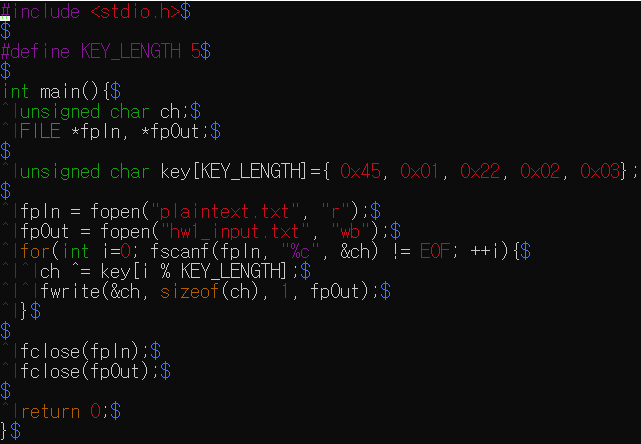 #include <stdio.h>$
$
#define KEY_LENGTH 5$
$
int main(){$
^Iunsigned char ch;$
^IFILE *fpIn, *fpOut;$
$
^Iunsigned char key[KEY_LENGTH]={ 0x45, 0x01, 0x22, 0x02, 0x03};
$
^IfpIn = fopen("plaintext.txt", "r");$
^IfpOut = fopen("hw1_input.txt", "wb");$
^Ifor(int i=0; fscanf(fpIn, "%c", &ch) != EOF; ++i){$
^I^Ich ^= key[i % KEY_LENGTH];$
^I^Ifwrite(&ch, sizeof(ch), 1, fpOut);$
^I}$
$
^Ifclose(fpIn);$
^Ifclose(fpOut);$
$
^Ireturn 0;$
}$